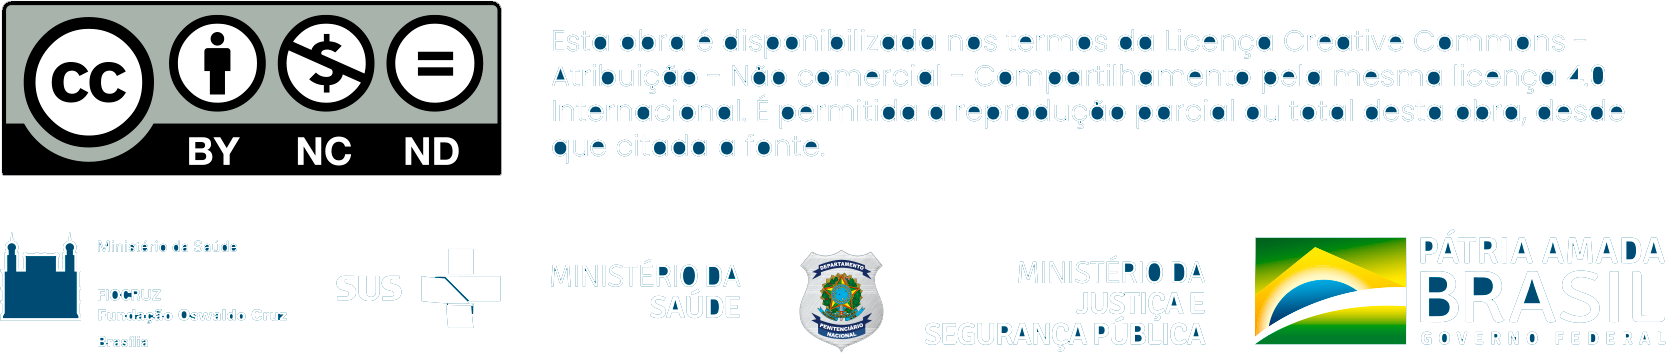 CC
BY NC ND
Esta obra é disponibilizada nos termos da Licença Creative Commons -
Atribuição - Não comercial - Compartilhamento pela mesma licença 4.0
Internacional. É permitida a reprodução parcial ou total desta obra, desde
que citada a fonte.
Ministério da Saúde
FIOCRUZ
Fundação Oswaldo Cruz
Brasília
SUS
MINISTÉRIO DA
SAÚDE
DEPARTAMENTO
PENITENCIÁRIO
NACIONAL
MINISTÉRIO DA
JUSTIÇA E
SEGURANÇA PÚBLICA
PÁTRIA AMADA
BRASIL
GOVERNO FEDERAL